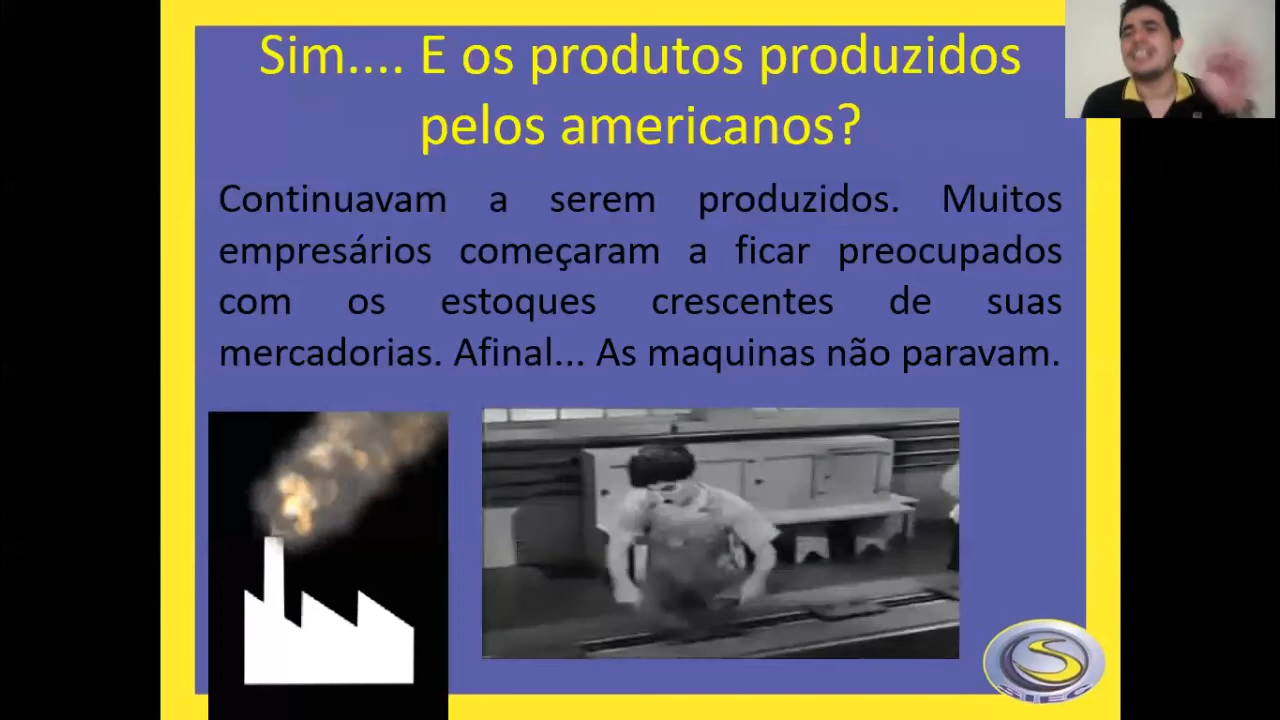 Sim.... E os produtos produzidos
pelos americanos?
Continuavam a serem produzidos. Muitos
empresários começaram a ficar preocupados
com os estoques crescentes de suas
mercadorias. Afinal... As maquinas não paravam.